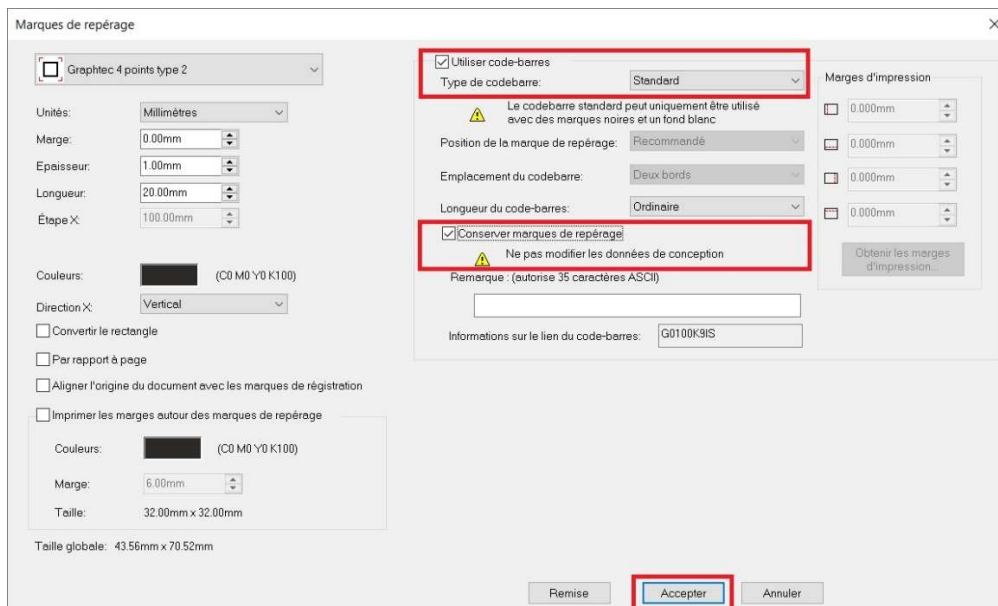 Marques de repérage
Graphtec 4 points type 2
Unités: Millimètres
Marge: 0.00mm
Epaisseur: 1.00mm
Longueur: 20.00mm
Étape X: 100.00mm
Couleurs: (C0 M0 Y0 K100)
Direction X: Vertical
Convertir le rectangle
Par rapport à page
Aligner l'origine du document avec les marques de régistration
Imprimer les marges autour des marques de repérage
Couleurs: (C0 M0 Y0 K100)
Marge: 6.00mm
Taille: 32.00mm x 32.00mm
Taille globale: 43.56mm x 70.52mm
Utiliser code-barres
Type de codebarre: Standard
Le codebarre standard peut uniquement être utilisé
avec des marques noires et un fond blanc
Position de la marque de repérage: Recommandé
Emplacement du codebarre: Deux bords
Longueur du code-barres: Ordinaire
Conserver marques de repérage
Ne pas modifier les données de conception
Remarque : (autorise 35 caractères ASCII)
Informations sur le lien du code-barres: G0100K9IS
Marges d'impression
0.000mm
0.000mm
0.000mm
0.000mm
Obtenir les marges
d'impression...
Remise Accepter Annuler